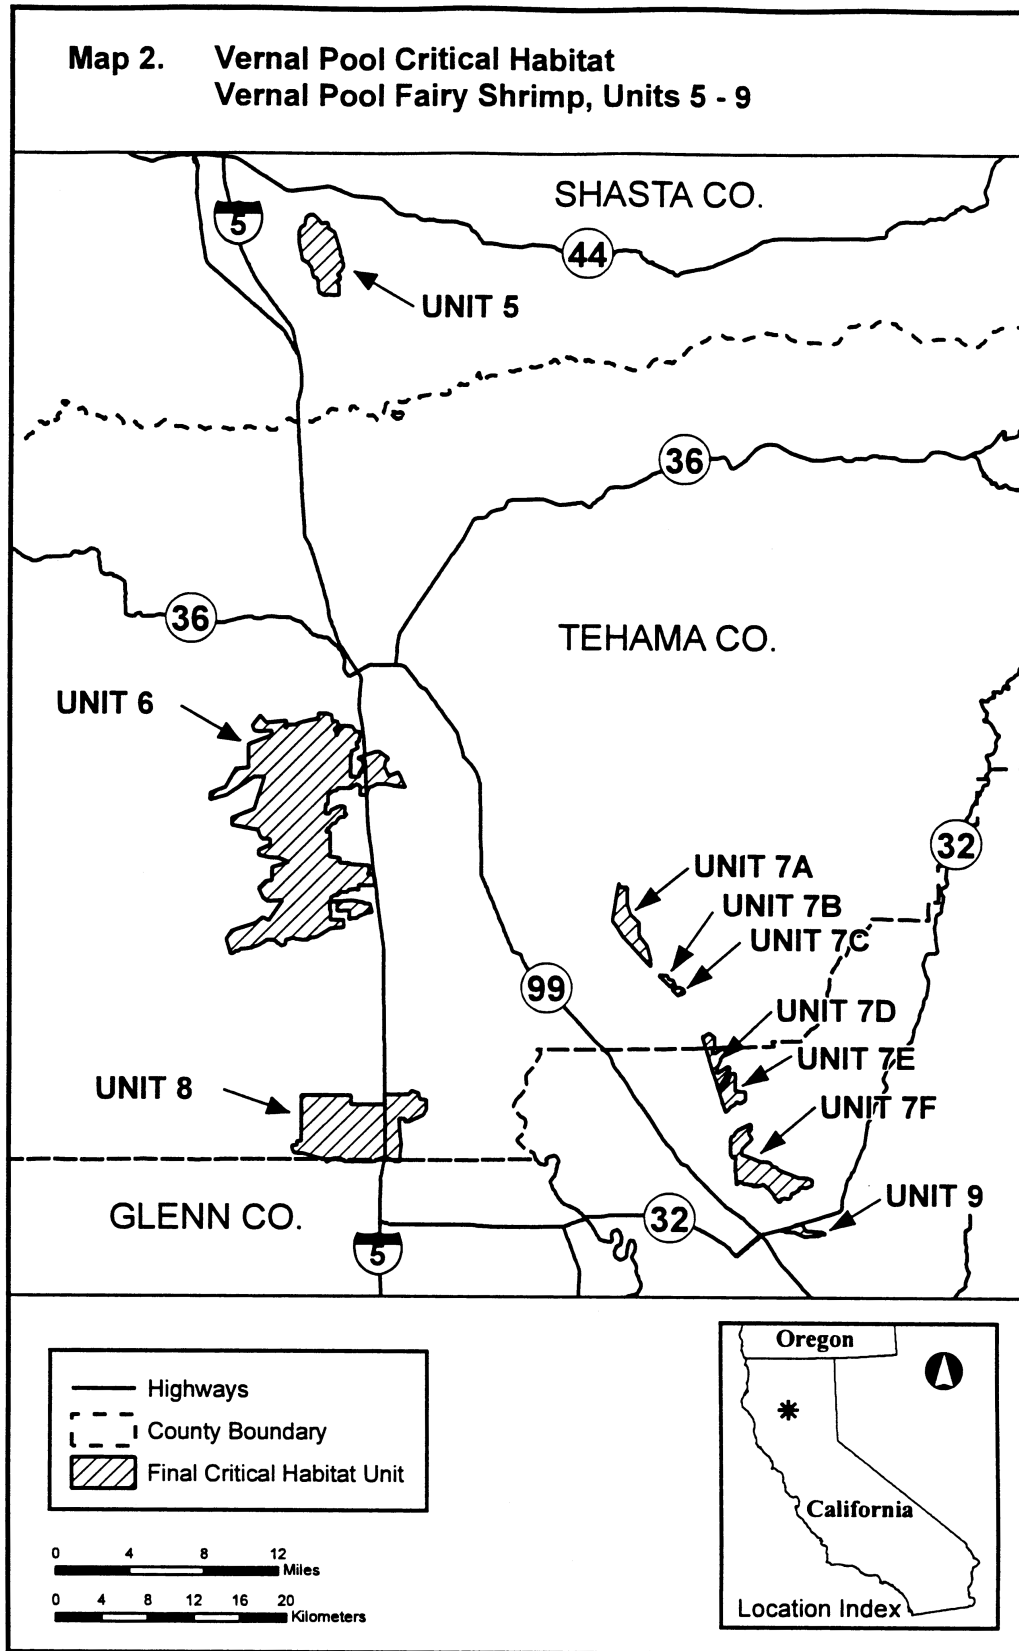 Map 2. Vernal Pool Critical Habitat
Vernal Pool Fairy Shrimp, Units 5 - 9
SHASTA CO.
5
44
UNIT 5
36
36
TEHAMA CO.
UNIT 6
32
UNIT 7A
UNIT 7B
UNIT 7C
99
UNIT 7D
UNIT 7E
UNIT 8
UNIT 7F
UNIT 9
GLENN CO.
32
5
Highways
County Boundary
Final Critical Habitat Unit
0 4 8 12
Miles
0 4 8 12 16 20
Kilometers
Oregon
California
Location Index